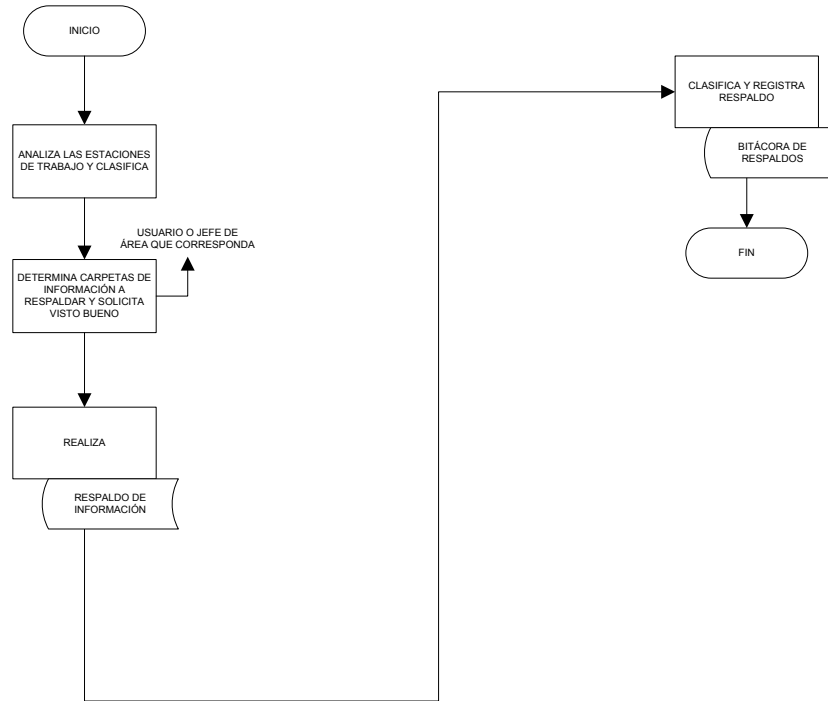 INICIO
ANALIZA LAS ESTACIONES
DE TRABAJO Y CLASIFICA
USUARIO O JEFE DE
ÁREA QUE CORRESPONDA
DETERMINA CARPETAS DE
INFORMACIÓN A
RESPALDAR Y SOLICITA
VISTO BUENO
REALIZA
RESPALDO DE
INFORMACIÓN
CLASIFICA Y REGISTRA
RESPALDO
BITÁCORA DE
RESPALDOS
FIN